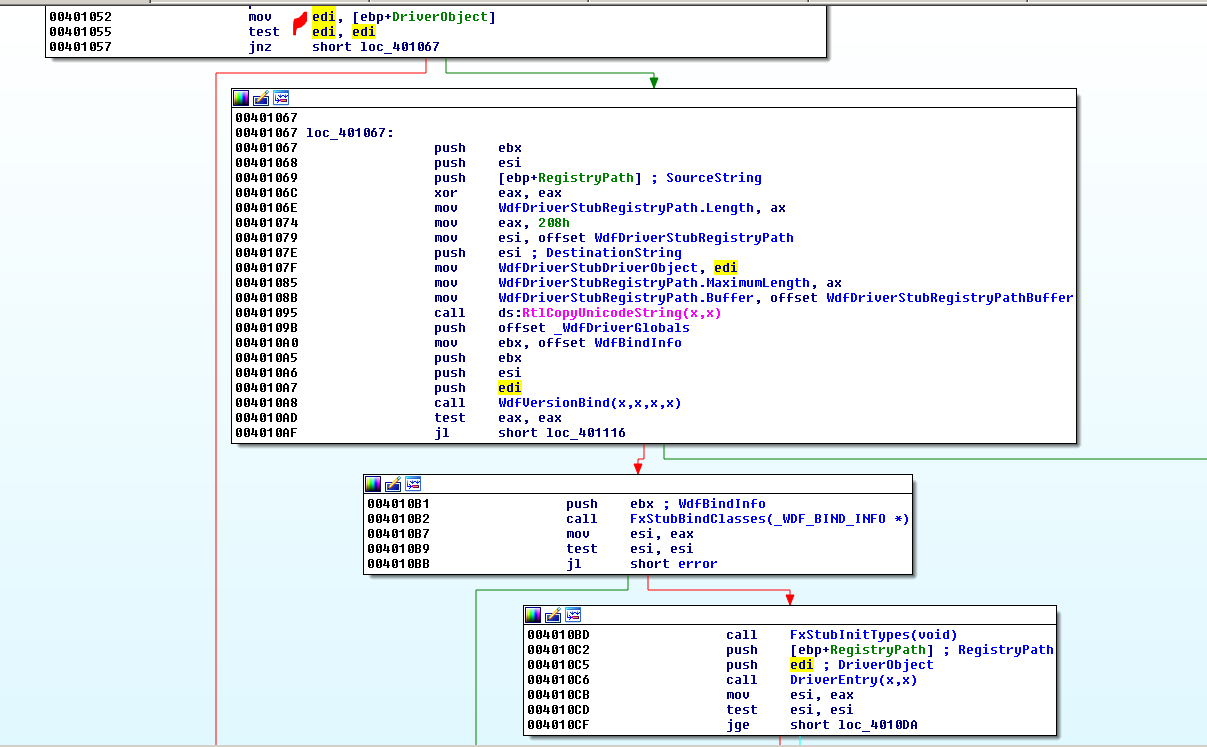 00401052 mov edi, [ebp+DriverObject]
00401055 test edi, edi
00401057 jnz short loc_401067
00401067
00401067 loc_401067:
00401067 push ebx
00401068 push esi
00401069 push [ebp+RegistryPath] ; SourceString
0040106C xor eax, eax
0040106E mov WdfDriverStubRegistryPath.Length, ax
00401074 mov eax, 208h
00401079 mov esi, offset WdfDriverStubRegistryPath
0040107E push esi ; DestinationString
0040107F mov WdfDriverStubDriverObject, edi
00401085 mov WdfDriverStubRegistryPath.MaximumLength, ax
0040108B mov WdfDriverStubRegistryPath.Buffer, offset WdfDriverStubRegistryPathBuffer
00401095 call ds:RtlCopyUnicodeString(x,x)
0040109B push offset _WdfDriverGlobals
004010A0 mov ebx, offset WdfBindInfo
004010A5 push ebx
004010A6 push esi
004010A7 push edi
004010A8 call WdfVersionBind(x,x,x,x)
004010AD test eax, eax
004010AF jl short loc_401116
004010B1 push ebx ; WdfBindInfo
004010B2 call FxStubBindClasses(_WDF_BIND_INFO *)
004010B7 mov esi, eax
004010B9 test esi, esi
004010BB jl short error
004010BD call FxStubInitTypes(void)
004010C2 push [ebp+RegistryPath] ; RegistryPath
004010C5 push edi ; DriverObject
004010C6 call DriverEntry(x,x)
004010CB mov esi, eax
004010CD test esi, esi
004010CF jge short loc_4010DA